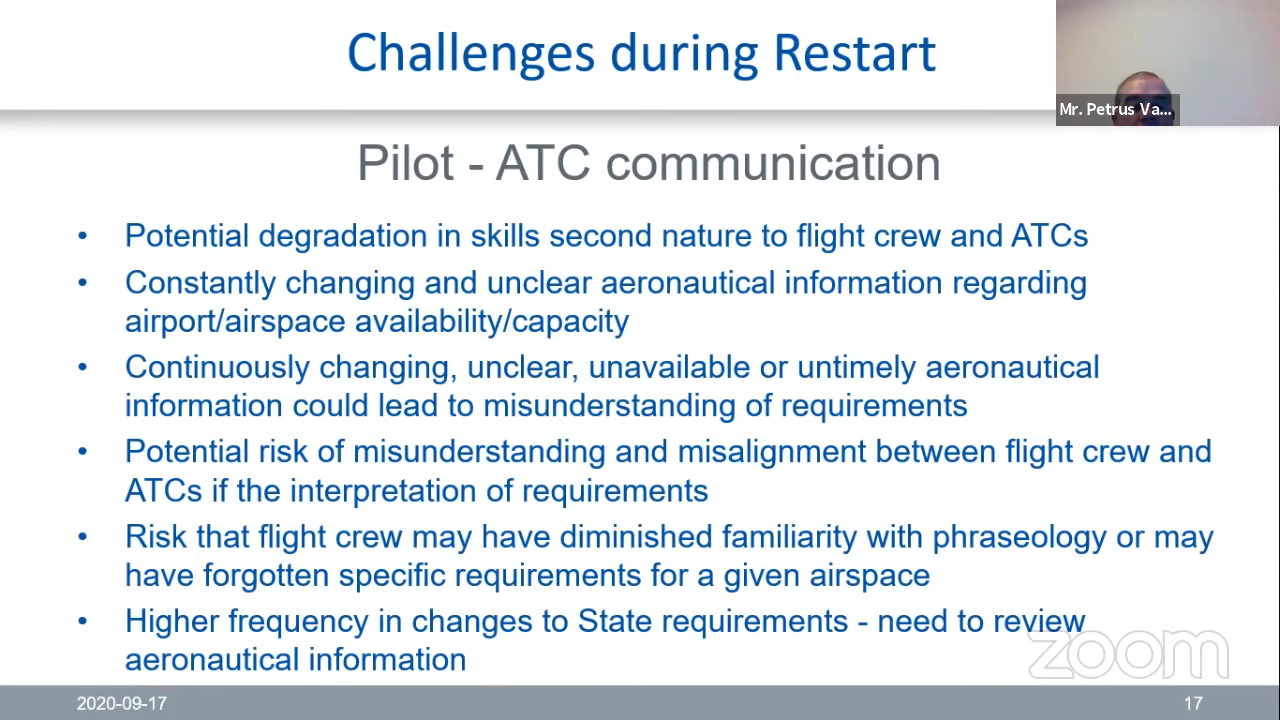 Challenges during Restart
Mr. Petrus Va...
Pilot - ATC communication
• Potential degradation in skills second nature to flight crew and ATCs
• Constantly changing and unclear aeronautical information regarding
airport/airspace availability/capacity
• Continuously changing, unclear, unavailable or untimely aeronautical
information could lead to misunderstanding of requirements
• Potential risk of misunderstanding and misalignment between flight crew and
ATCs if the interpretation of requirements
• Risk that flight crew may have diminished familiarity with phraseology or may
have forgotten specific requirements for a given airspace
• Higher frequency in changes to State requirements - need to review
aeronautical information
zoom
2020-09-17
17